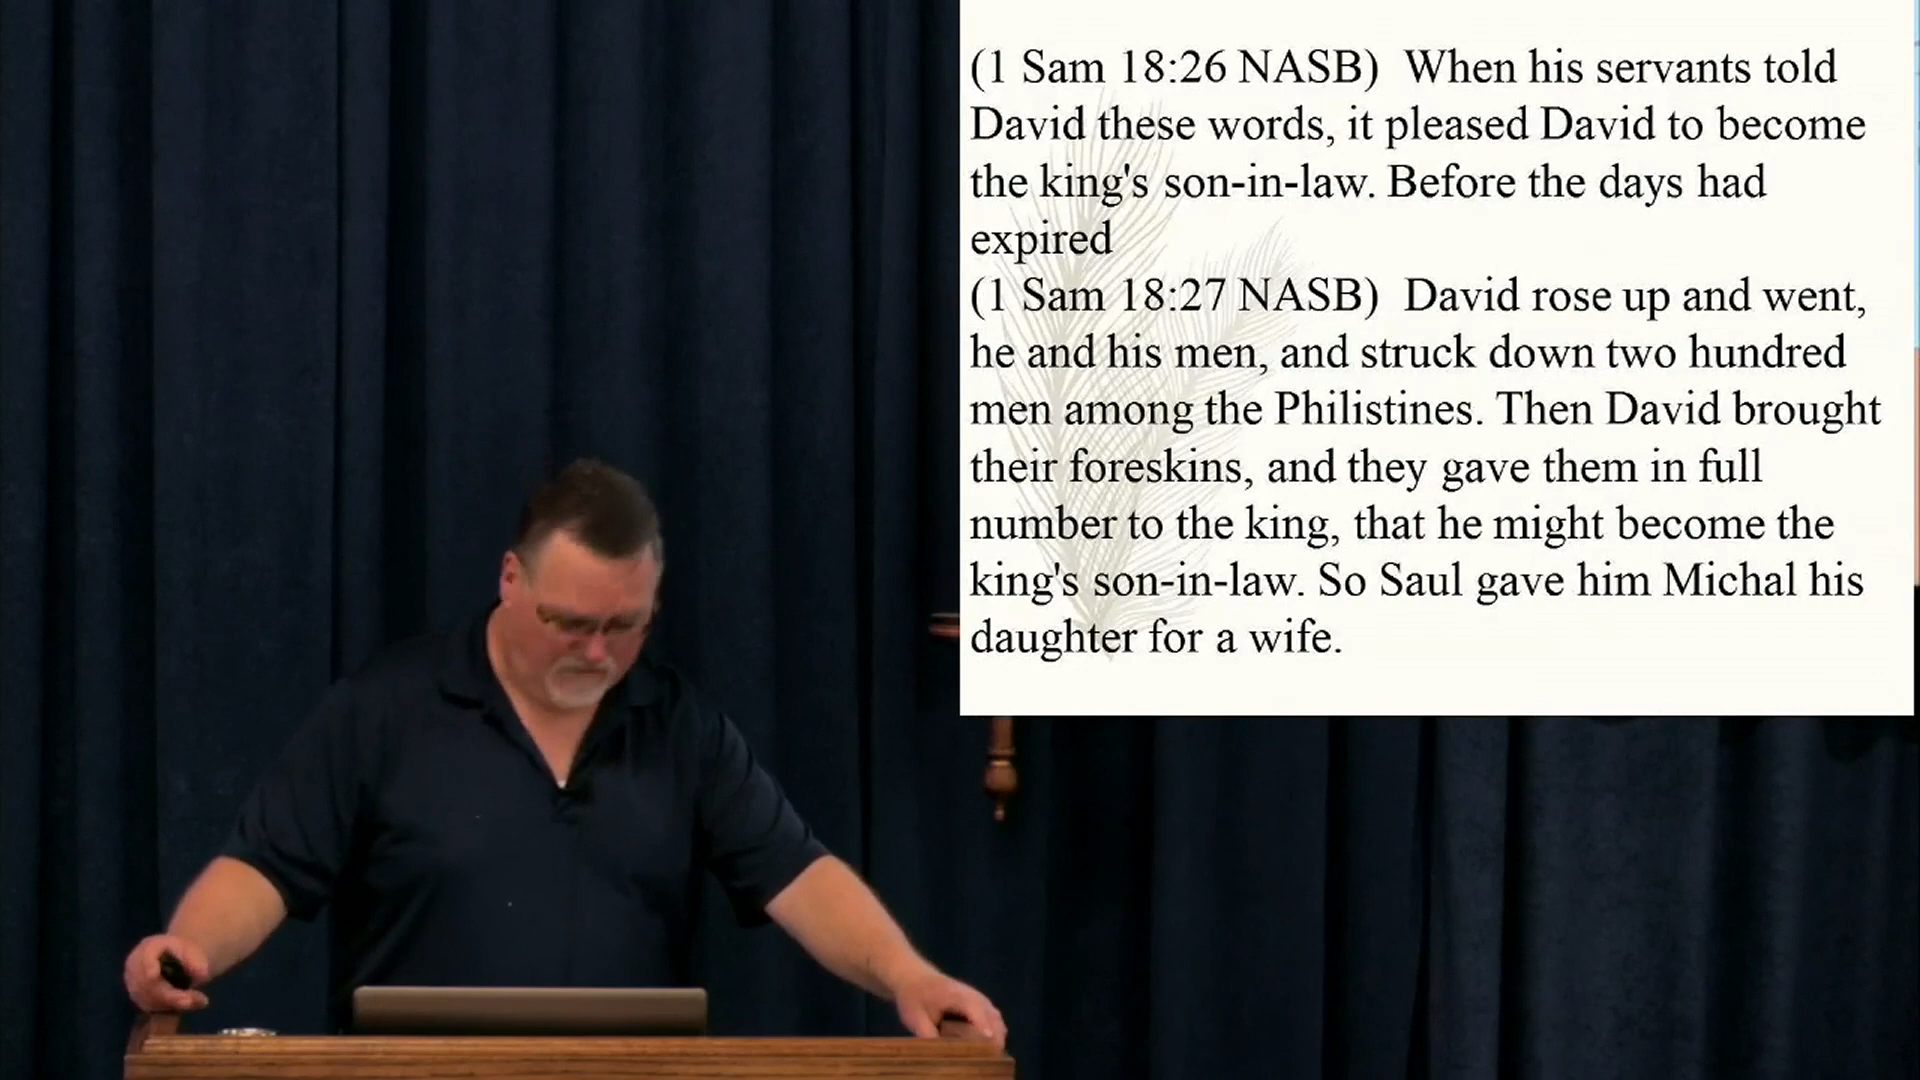 (1 Sam 18:26 NASB)  When his servants told
David these words, it pleased David to become
the king's son-in-law. Before the days had
expired
(1 Sam 18:27 NASB)  David rose up and went,
he and his men, and struck down two hundred
men among the Philistines. Then David brought
their foreskins, and they gave them in full
number to the king, that he might become the
king's son-in-law. So Saul gave him Michal his
daughter for a wife.